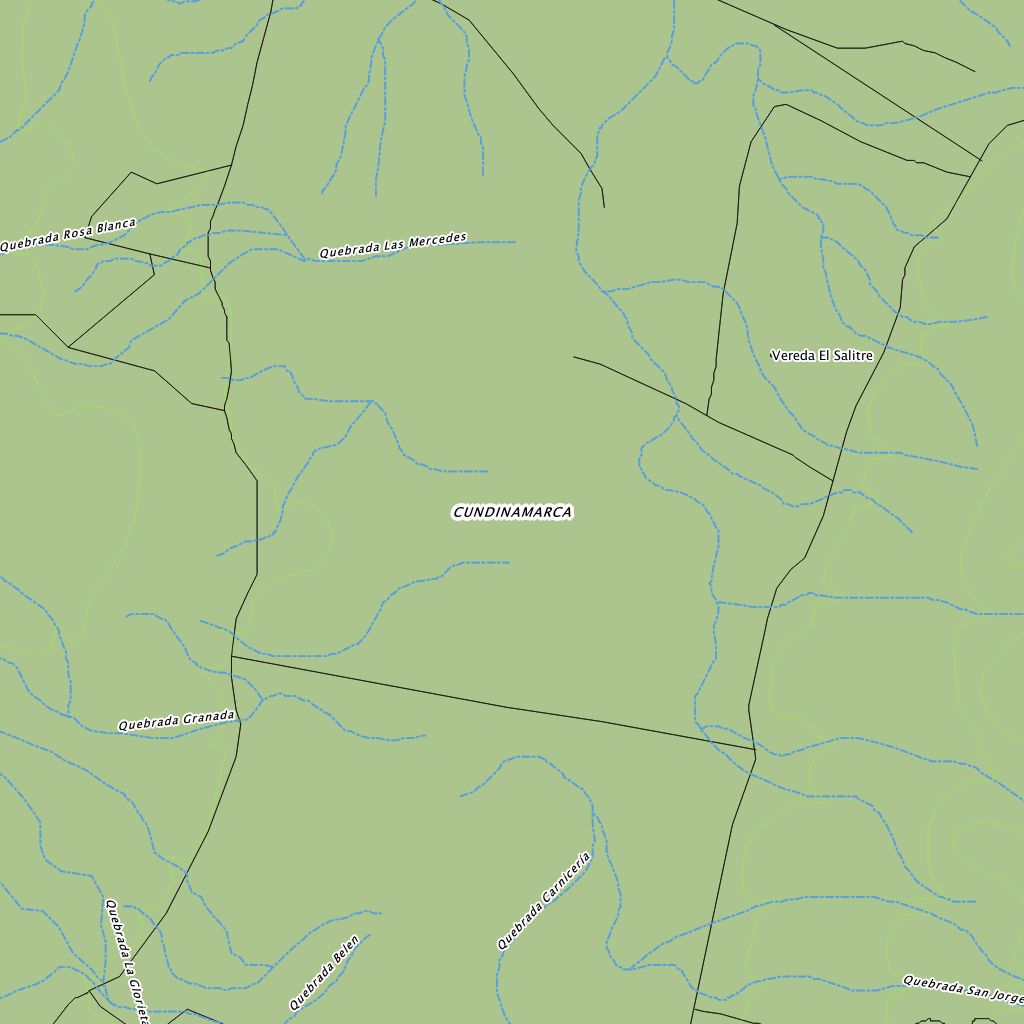 Quebrada Rosa Blanca
Quebrada Las Mercedes
Vereda El Salitre
CUNDINAMARCA
Quebrada Granada
Quebrada Carnicería
Quebrada La Glorieta
Quebrada Belen
Quebrada San Jorge